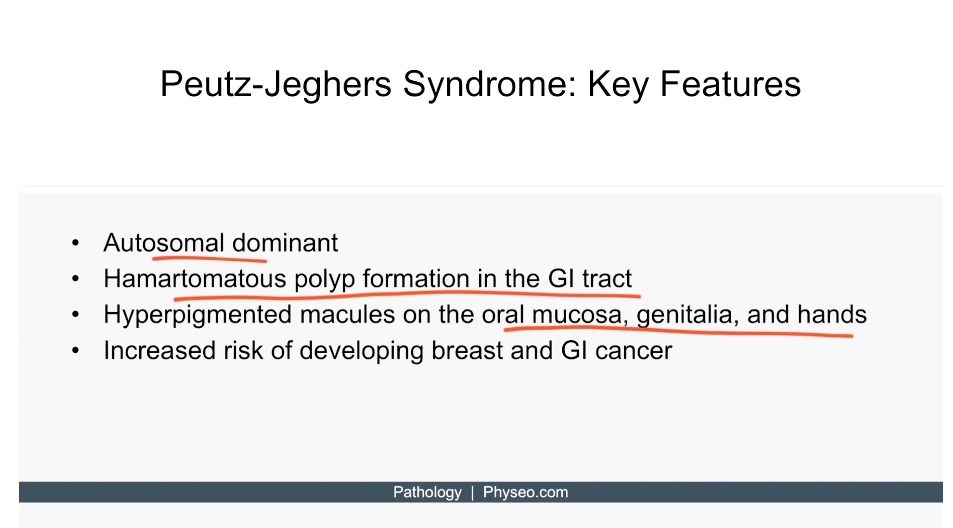 Peutz-Jeghers Syndrome: Key Features
• Autosomal dominant
• Hamartomatous polyp formation in the GI tract
• Hyperpigmented macules on the oral mucosa, genitalia, and hands
• Increased risk of developing breast and GI cancer
Pathology | Physeo.com